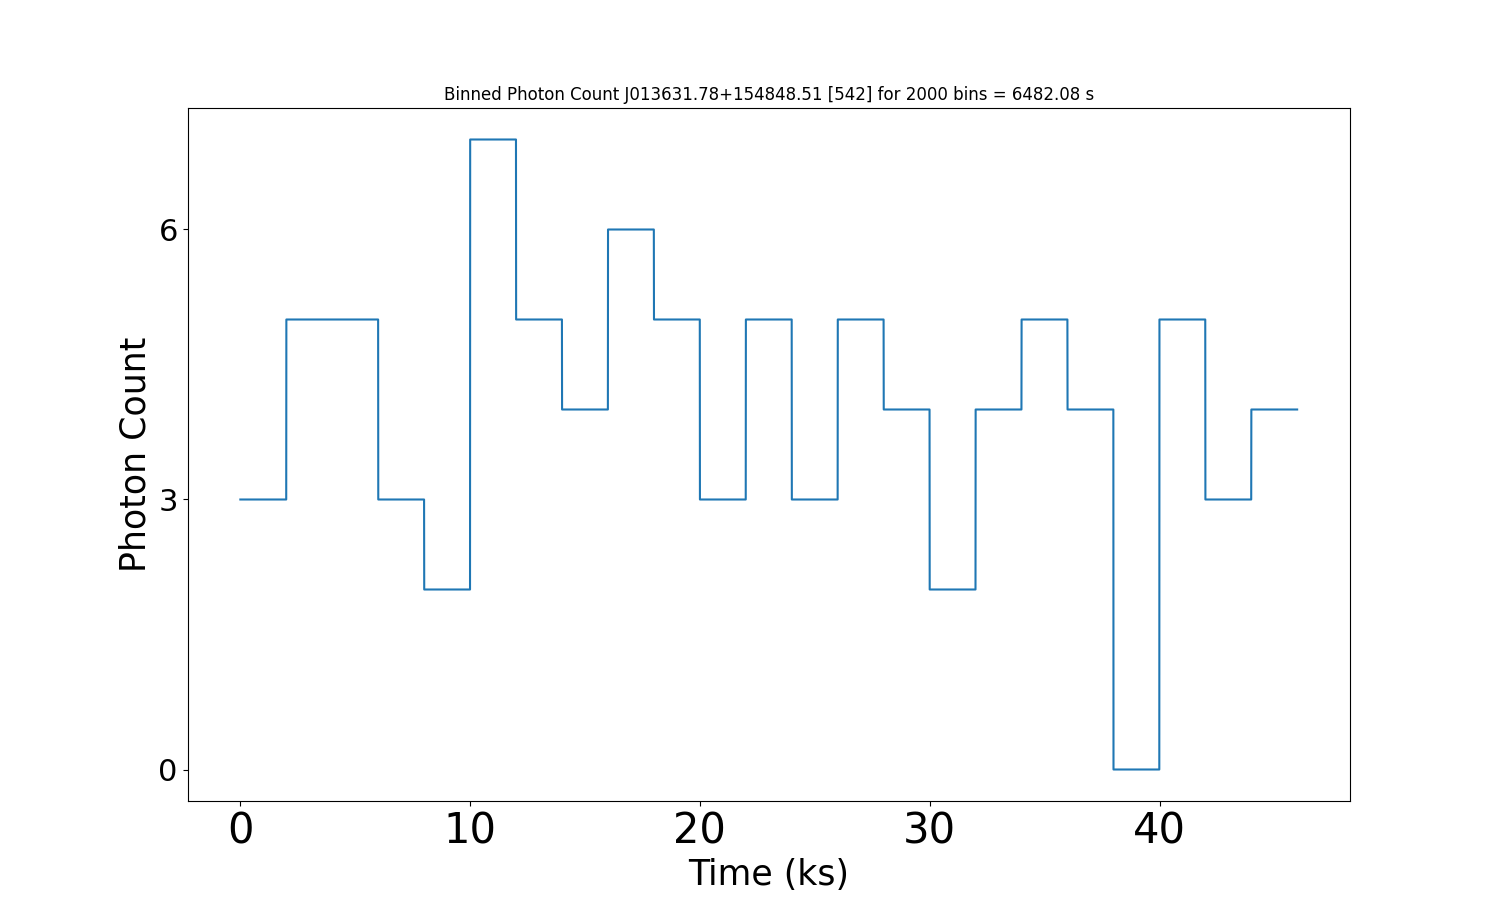 Binned Photon Count J013631.78+154848.51 [542] for 2000 bins = 6482.08 s
Photon Count
6
3
0
0 10 20 30 40
Time (ks)